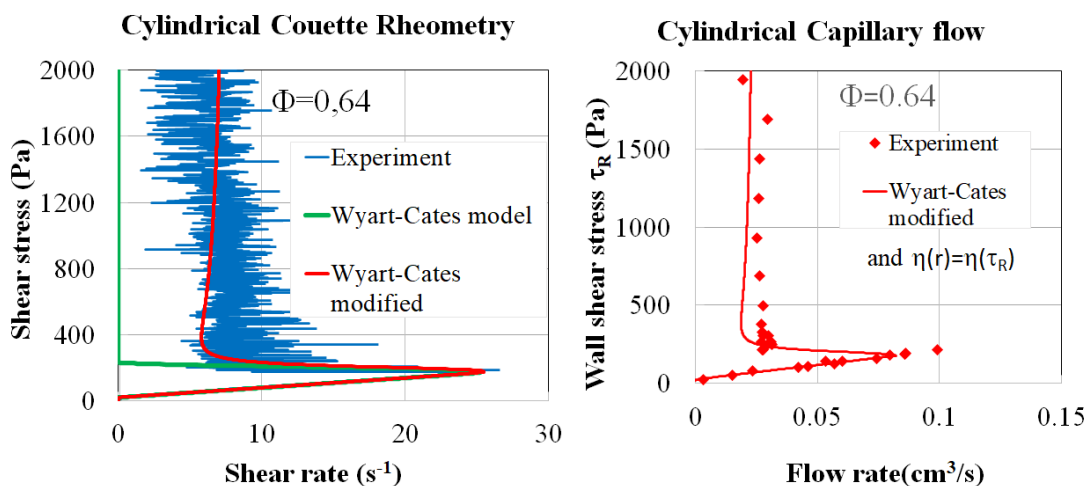 Cylindrical Couette Rheometry
2000
1600
1200
800
400
0
Shear stress (Pa)
Φ=0,64
Experiment
Wyart-Cates model
Wyart-Cates
modified
0
10
20
30
Shear rate (s⁻¹)
Cylindrical Capillary flow
2000
1500
1000
500
0
Wall shear stress τ_R (Pa)
Φ=0.64
Experiment
Wyart-Cates
modified
and η(r)=η(τ_R)
0
0.05
0.1
0.15
Flow rate(cm³/s)